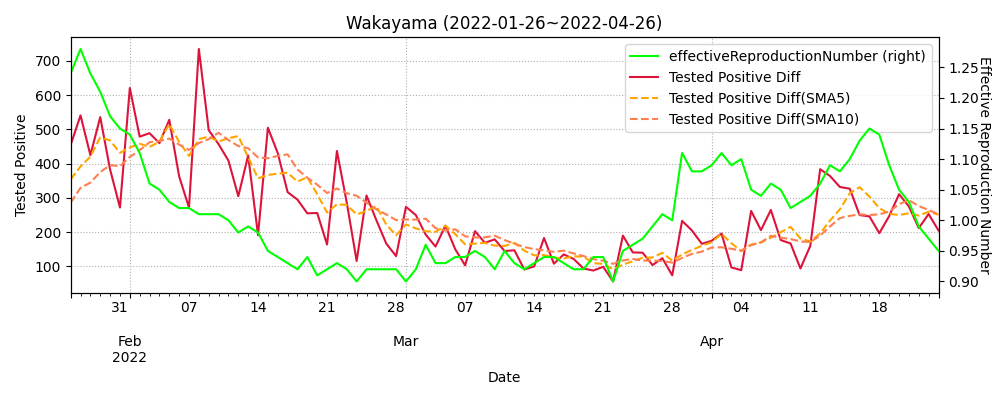 Wakayama (2022-01-26~2022-04-26)
effectiveReproductionNumber (right)
Tested Positive Diff
Tested Positive Diff(SMA5)
Tested Positive Diff(SMA10)
Tested Positive
700
600
500
400
300
200
100
1.25
1.20
1.15
1.10
1.05
1.00
0.95
0.90
Effective Reproduction Number
31 07 14 21 28 07 14 21 28 04 11 18
Feb Mar Apr
2022
Date